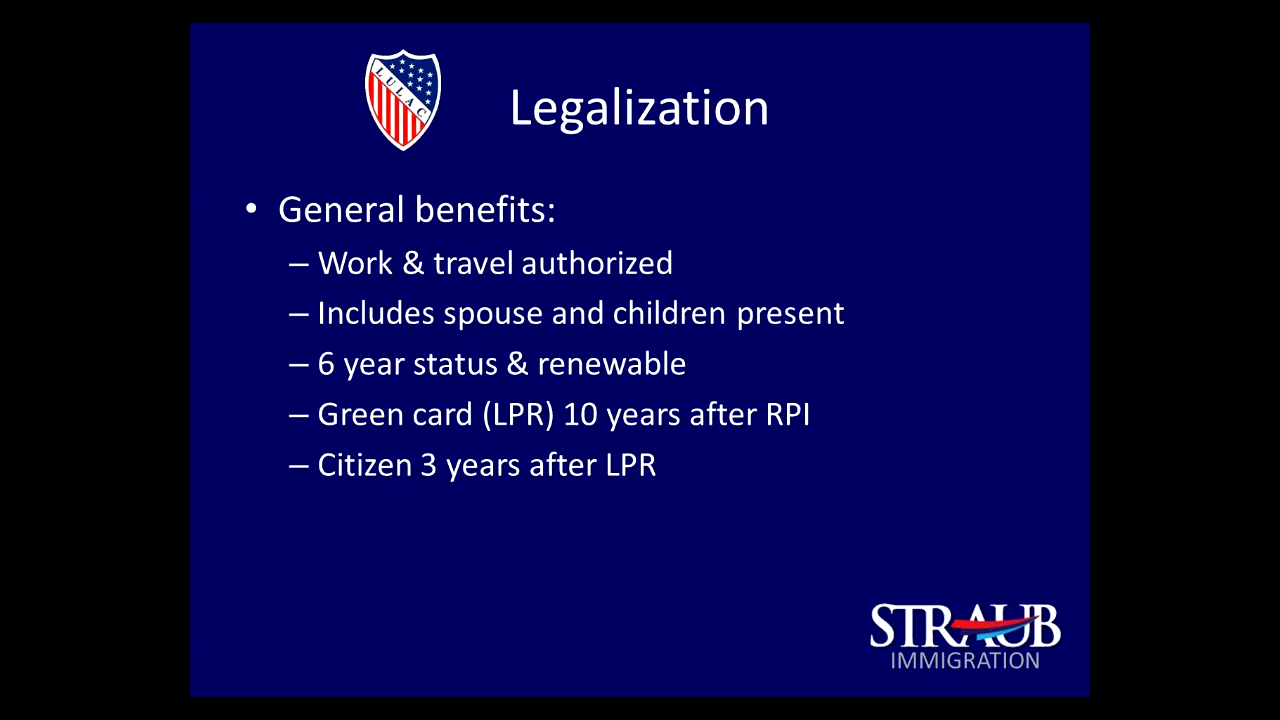 LULAC
Legalization
• General benefits:
– Work & travel authorized
– Includes spouse and children present
– 6 year status & renewable
– Green card (LPR) 10 years after RPI
– Citizen 3 years after LPR
STRAUB
IMMIGRATION